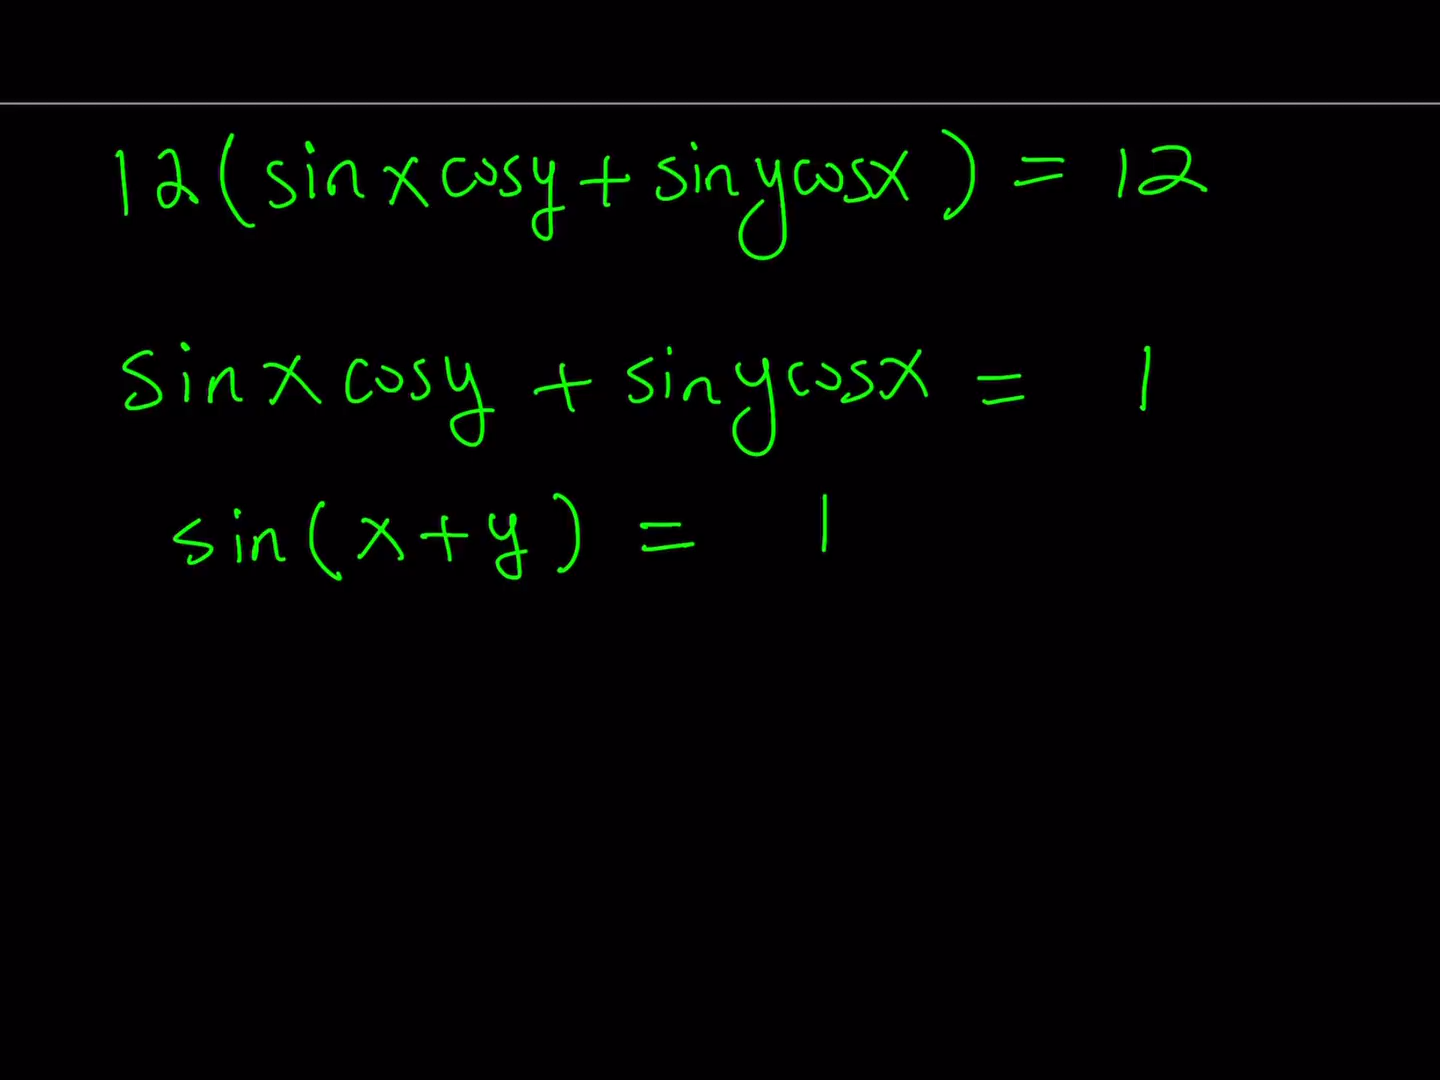 12(sinxcosy+sinycosx) = 12
sinxcosy + sinycosx = 1
sin(x+y) = 1